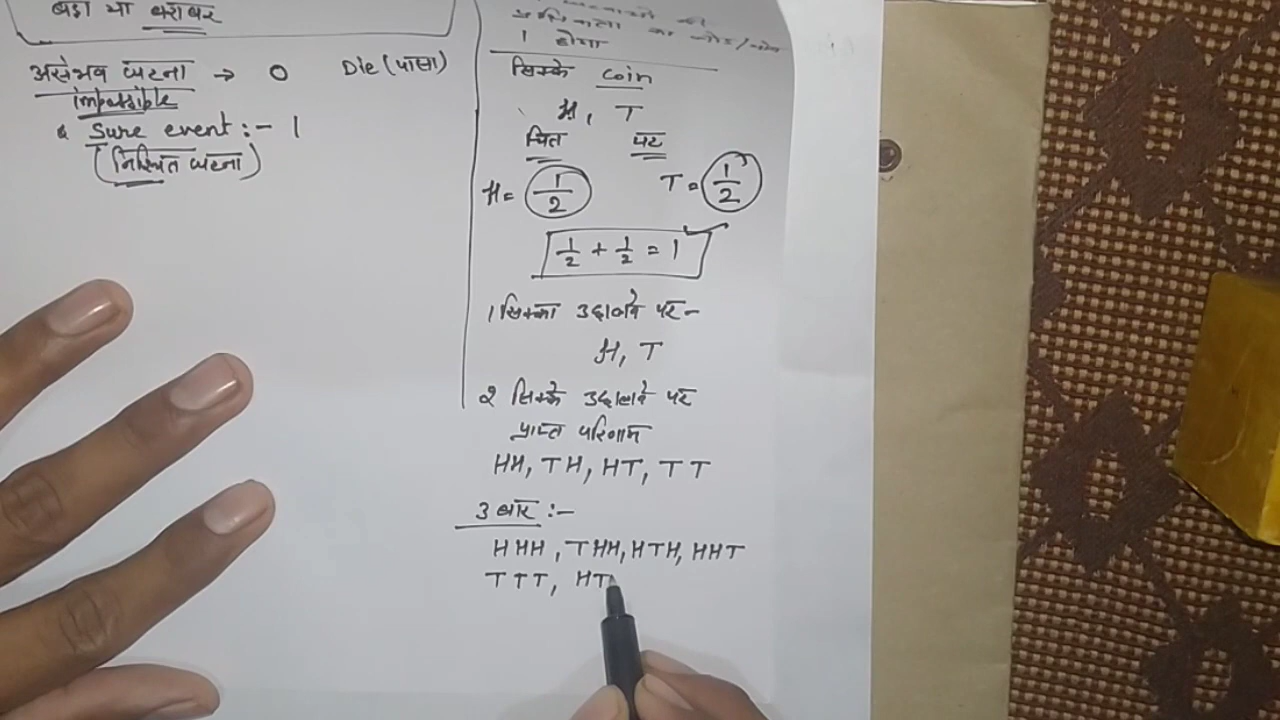 बड़ा या बराबर
असंभव घटना → 0
impossible
Sure event :- 1
(निश्चित घटना)
Die (पासा)
1 होगा
सिक्के coin
H, T
चित पट
H = 1/2 T = 1/2
1/2 + 1/2 = 1
1 सिक्का उछालने पर -
H, T
2 सिक्के उछालने पर
प्राप्त परिणाम
HH, TH, HT, TT
3 बार :-
HHH, THH, HTH, HHT
TTT, HT